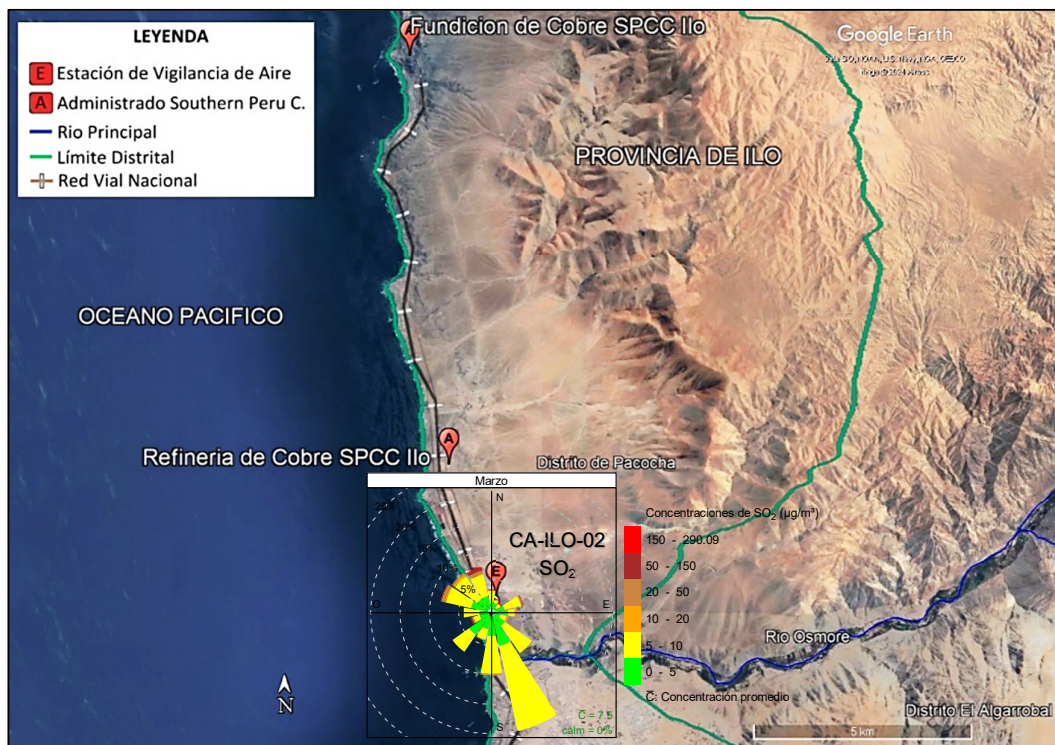 LEYENDA
E Estación de Vigilancia de Aire
A Administrado Southern Peru C.
Rio Principal
Límite Distrital
Red Vial Nacional
A
Fundicion de Cobre SPCC Ilo
Google Earth
PROVINCIA DE ILO
OCEANO PACIFICO
A
Refineria de Cobre SPCC Ilo
Distrito de Pacocha
Marzo
N
CA-ILO-02
SO₂
E
5%
O
E
S
C̅ = 7.5
calm = 0%
Concentraciones de SO₂ (µg/m³)
150 - 290.09
50 - 150
20 - 50
10 - 20
5 - 10
0 - 5
C̅: Concentración promedio
Rio Osmore
Distrito El Algarrobal
N
5 km